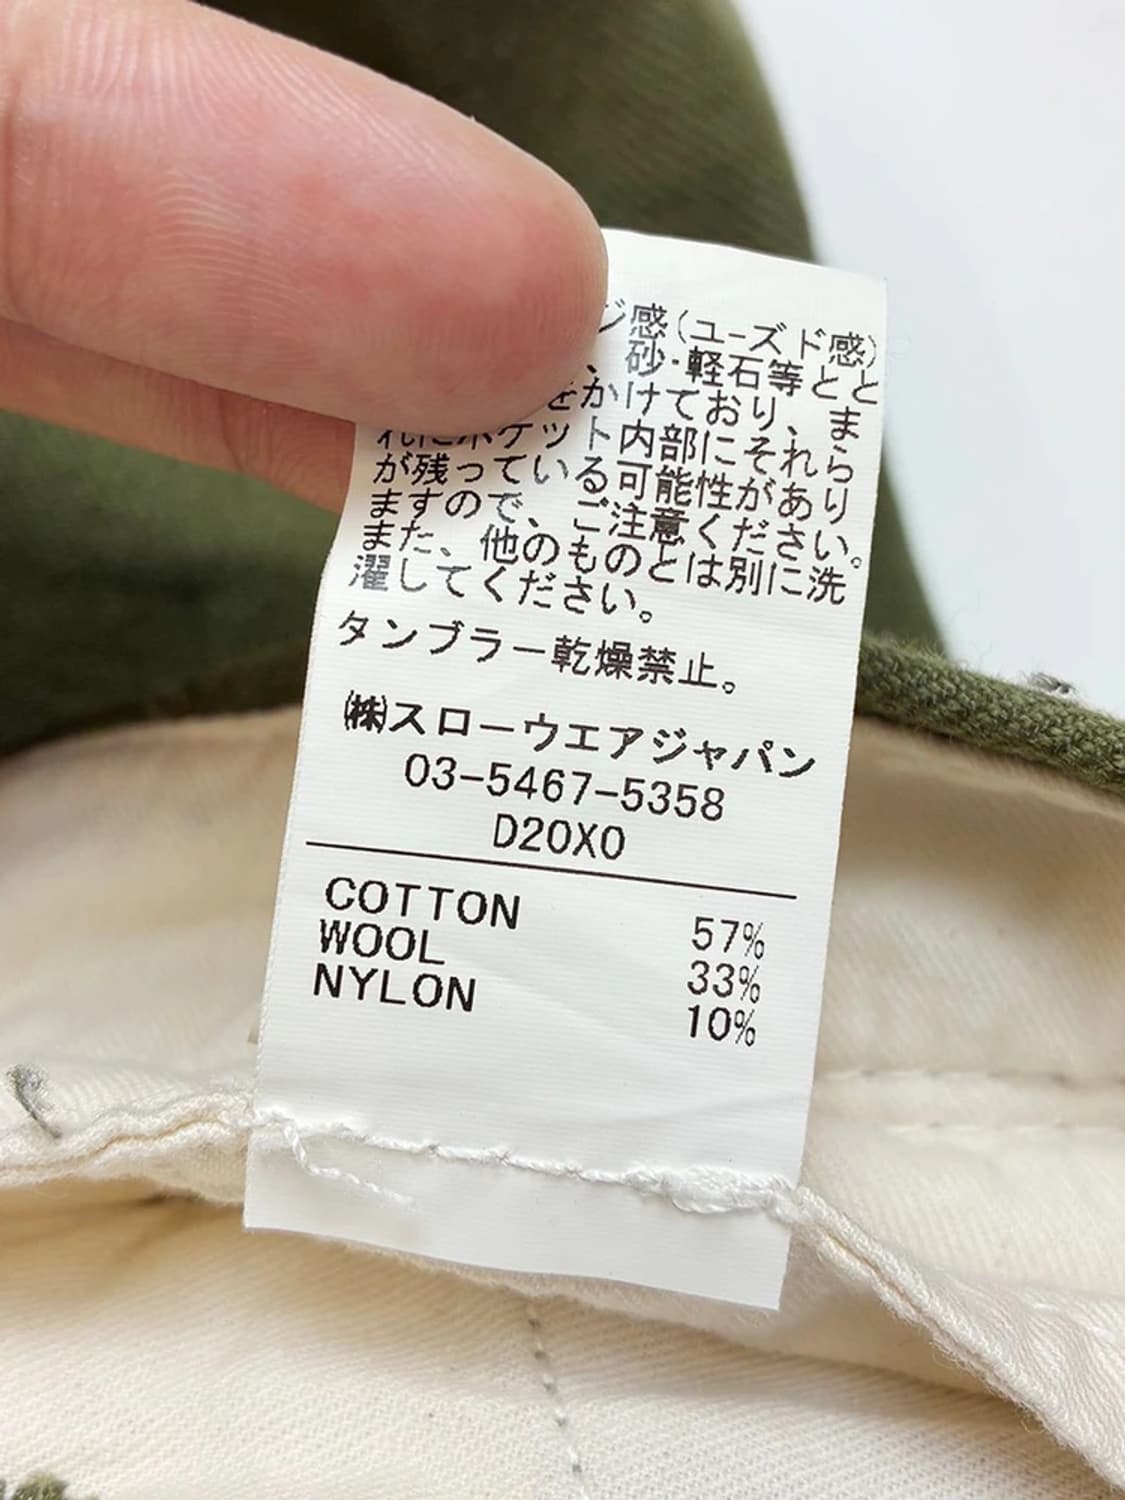 ジ感(ユーズド感)
、砂・軽石等とと
をかけており、ま
れにポケット内部にそれら
が残っている可能性があり
ますので、ご注意ください。
また、他のものとは別に洗
濯してください。
タンブラー乾燥禁止。
㈱スローウエアジャパン
03-5467-5358
D20X0
COTTON 57%
WOOL 33%
NYLON 10%